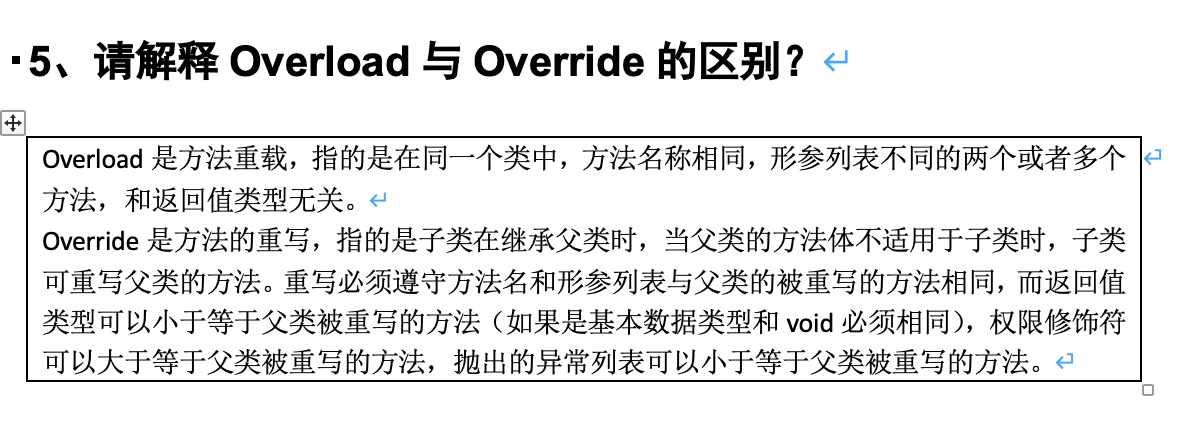 5、请解释 Overload 与 Override 的区别？
Overload 是方法重载，指的是在同一个类中，方法名称相同，形参列表不同的两个或者多个
方法，和返回值类型无关。
Override 是方法的重写，指的是子类在继承父类时，当父类的方法体不适用于子类时，子类
可重写父类的方法。重写必须遵守方法名和形参列表与父类的被重写的方法相同，而返回值
类型可以小于等于父类被重写的方法（如果是基本数据类型和 void 必须相同），权限修饰符
可以大于等于父类被重写的方法，抛出的异常列表可以小于等于父类被重写的方法。